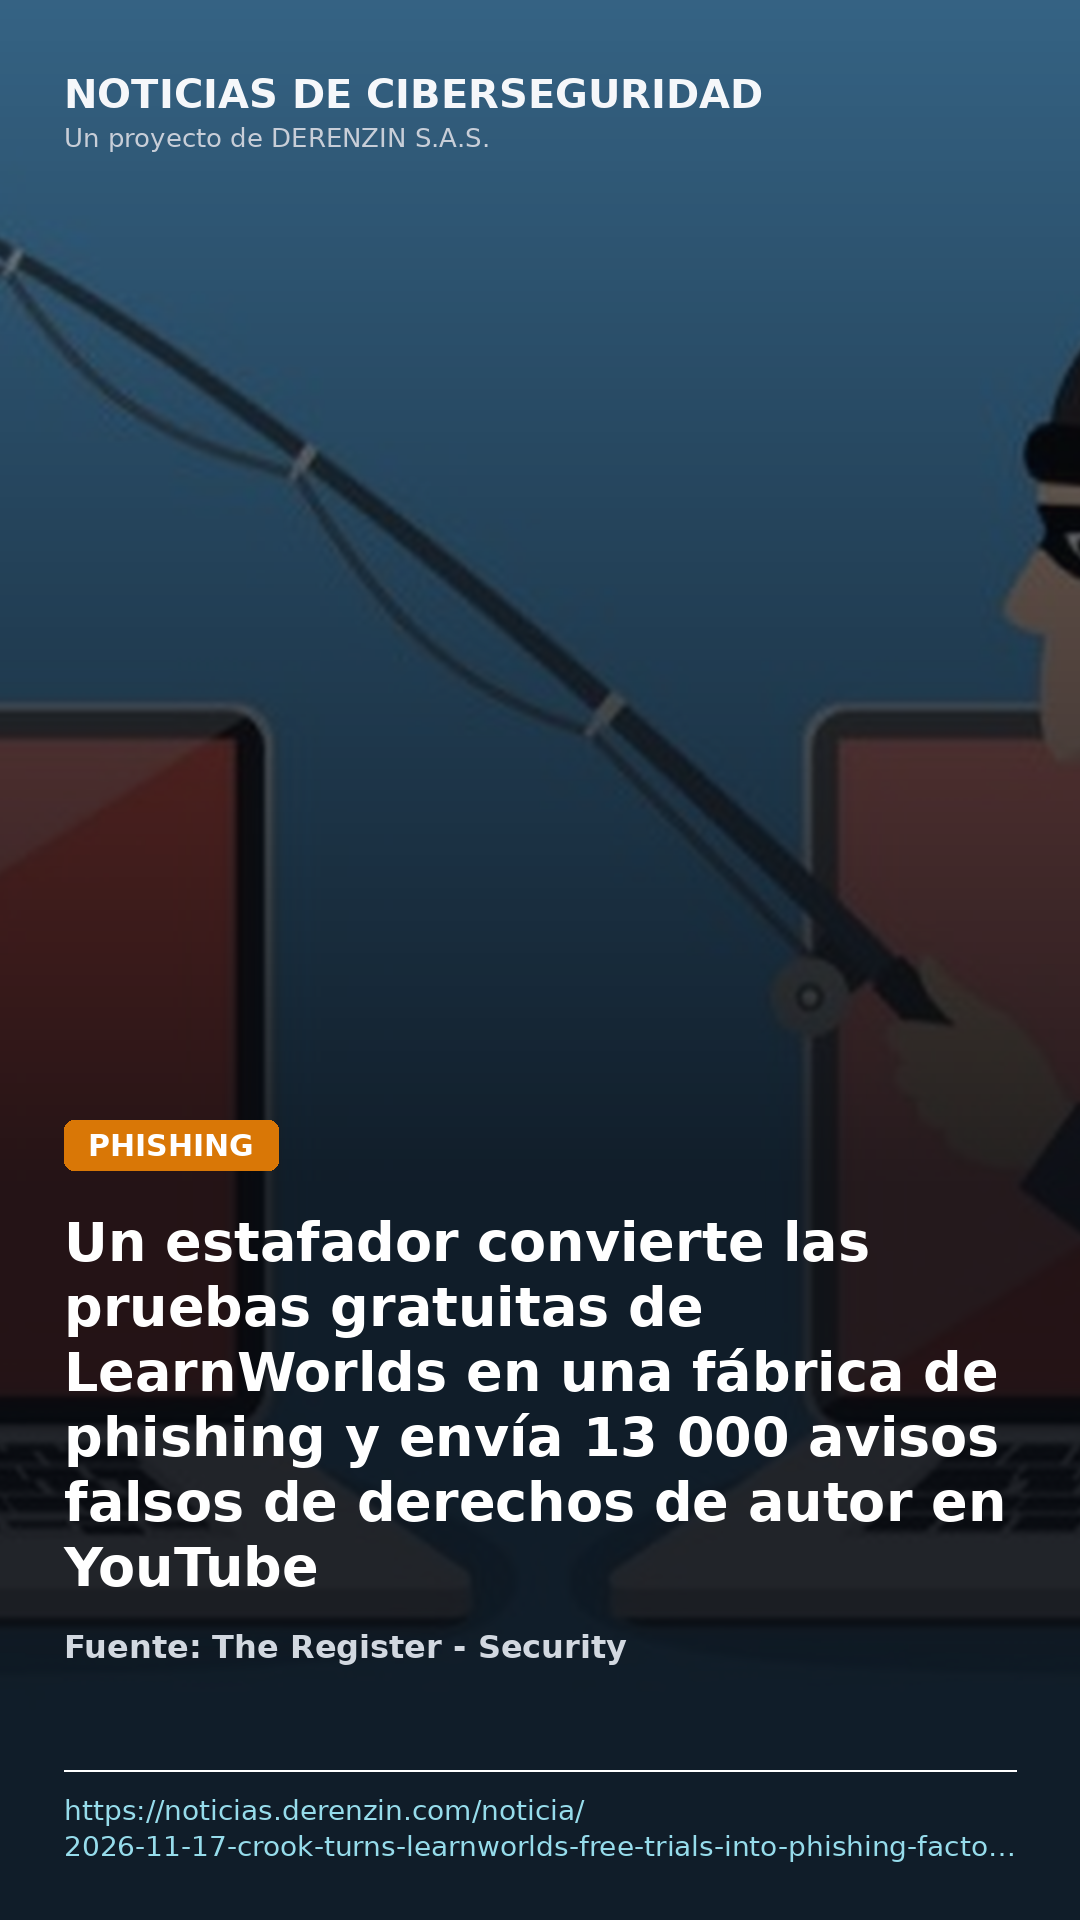 NOTICIAS DE CIBERSEGURIDAD
Un proyecto de DERENZIN S.A.S.
PHISHING
Un estafador convierte las
pruebas gratuitas de
LearnWorlds en una fábrica de
phishing y envía 13 000 avisos
falsos de derechos de autor en
YouTube
Fuente: The Register - Security
https://noticias.derenzin.com/noticia/
2026-11-17-crook-turns-learnworlds-free-trials-into-phishing-facto…